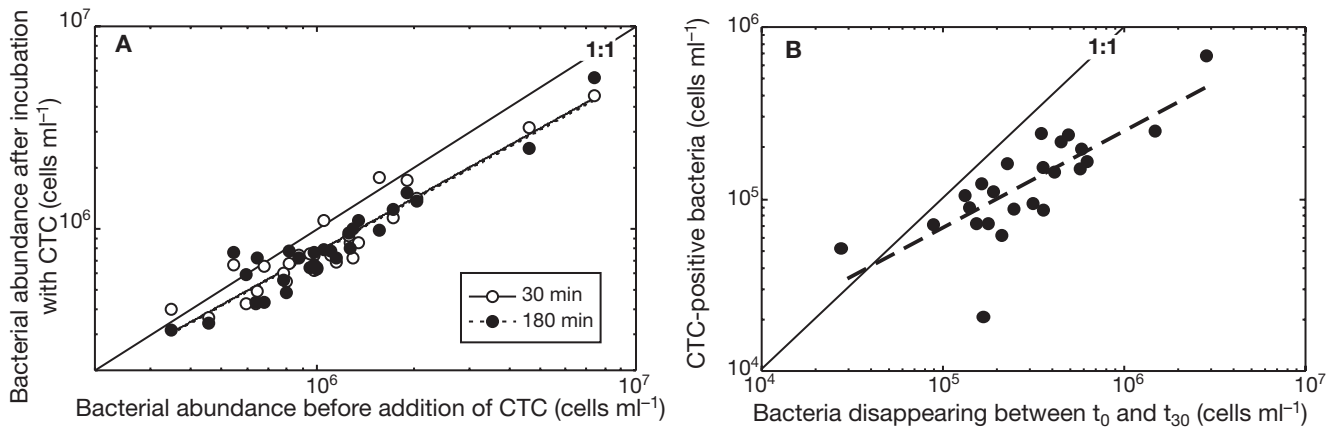 A
1:1
Bacterial abundance after incubation
with CTC (cells ml⁻¹)
10⁷
10⁶
30 min
180 min
10⁶
10⁷
Bacterial abundance before addition of CTC (cells ml⁻¹)
B
1:1
CTC-positive bacteria (cells ml⁻¹)
10⁶
10⁵
10⁴
10⁴
10⁵
10⁶
10⁷
Bacteria disappearing between t₀ and t₃₀ (cells ml⁻¹)